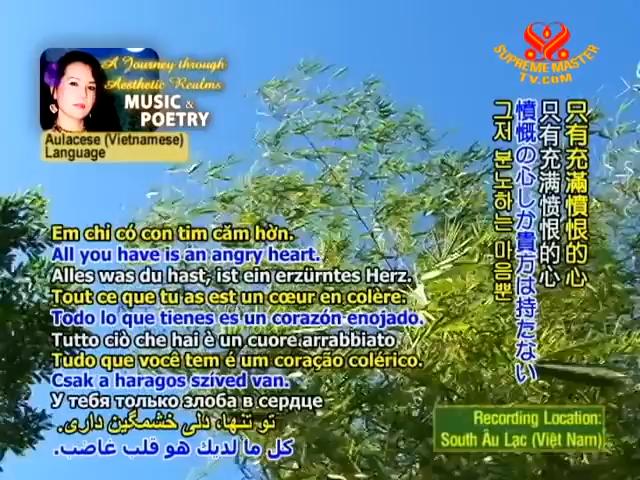 A Journey through
Aesthetic Realms
MUSIC &
POETRY
Aulacese (Vietnamese)
Language
SUPREME MASTER
TV.COM
Em chỉ có con tim căm hờn.
All you have is an angry heart.
Alles was du hast, ist ein erzürntes Herz.
Tout ce que tu as est un cœur en colère.
Todo lo que tienes es un corazón enojado.
Tutto ciò che hai è un cuore arrabbiato
Tudo que você tem é um coração colérico.
Csak a haragos szíved van.
У тебя только злоба в сердце
تو تنها، دلی خشمگین داری.
كل ما لديك هو قلب غاضب.
只有充滿憤恨的心
只有充满愤恨的心
憤慨の心しか貴方は持たない
그저 분노하는 마음뿐
Recording Location:
South Âu Lạc (Việt Nam)